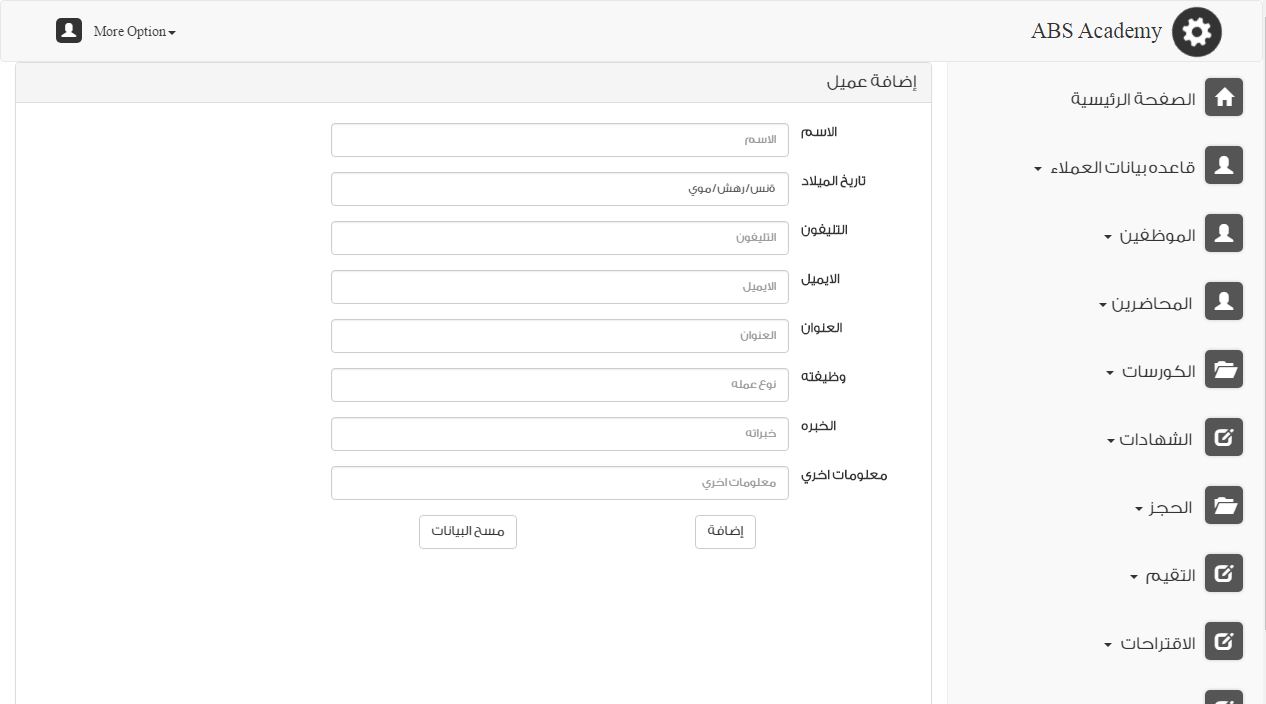 ABS Academy
More Option
الصفحة الرئيسية
قاعده بيانات العملاء
الموظفين
المحاضرين
الكورسات
الشهادات
الحجز
التقيم
الاقتراحات
إضافة عميل
الاسم
الاسم
تاريخ الميلاد
ةنس/رهش/موي
التليفون
التليفون
الايميل
الايميل
العنوان
العنوان
وظيفته
نوع عمله
الخبره
خبراته
معلومات اخري
معلومات اخري
إضافة
مسح البيانات